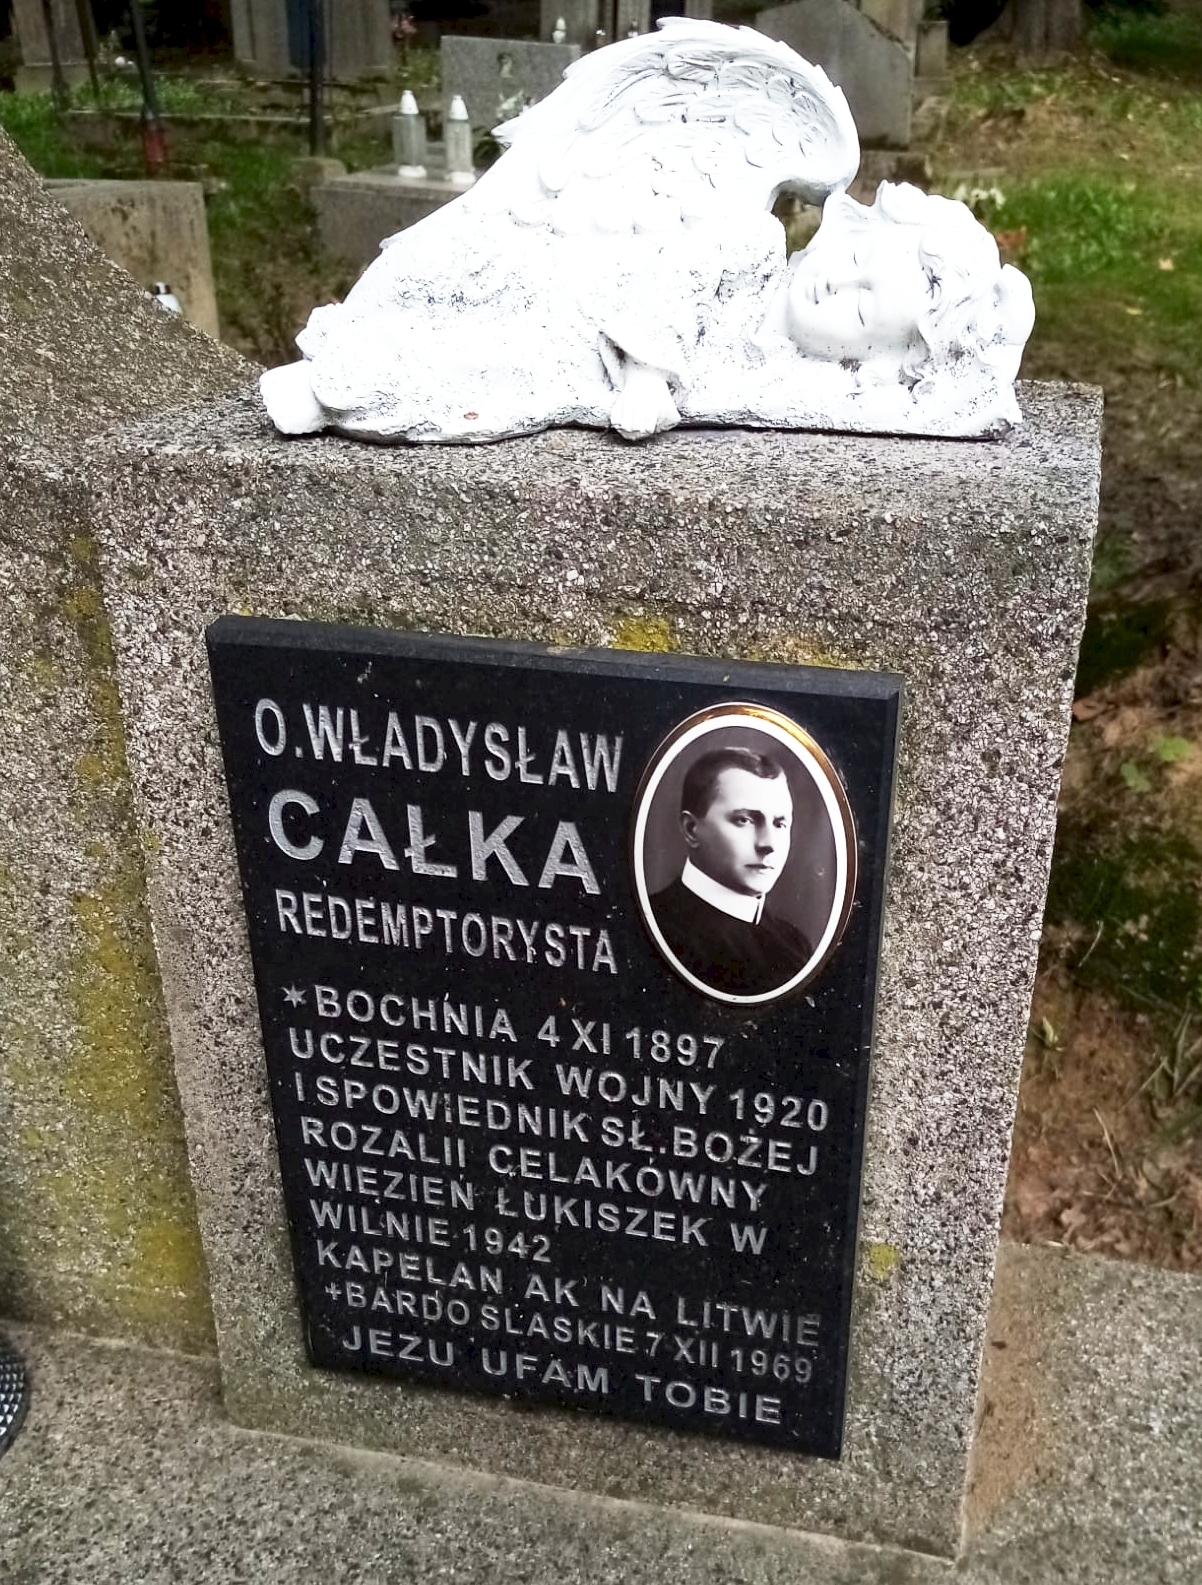 O. WŁADYSŁAW
CAŁKA
REDEMPTORYSTA
*BOCHNIA 4 XI 1897
UCZESTNIK WOJNY 1920
I SPOWIEDNIK SŁ. BOŻEJ
ROZALII CELAKÓWNY
WIĘZIEŃ ŁUKISZEK W
WILNIE 1942
KAPELAN AK NA LITWIE
+BARDO ŚLĄSKIE 7 XII 1969
JEZU UFAM TOBIE